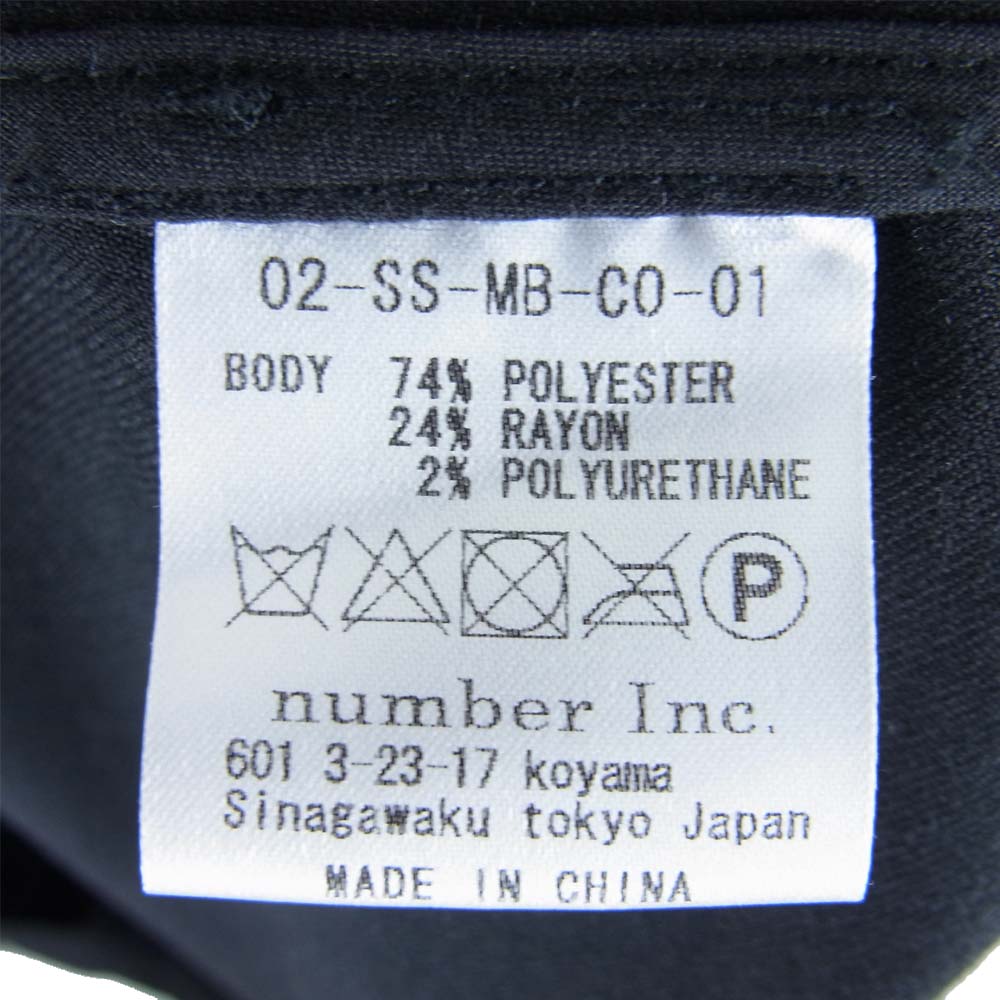 02-SS-MB-CO-01
BODY 74% POLYESTER
24% RAYON
2% POLYURETHANE
P
number Inc.
601 3-23-17 koyama
Sinagawaku tokyo Japan
MADE IN CHINA